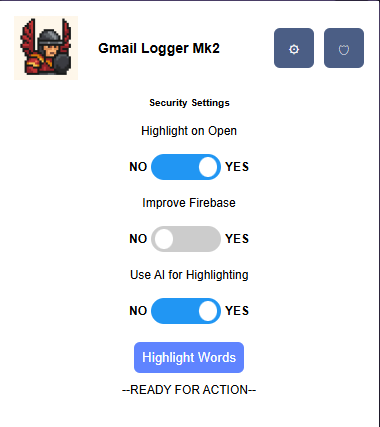 Gmail Logger Mk2
Security Settings
Highlight on Open
NO YES
Improve Firebase
NO YES
Use AI for Highlighting
NO YES
Highlight Words
--READY FOR ACTION--